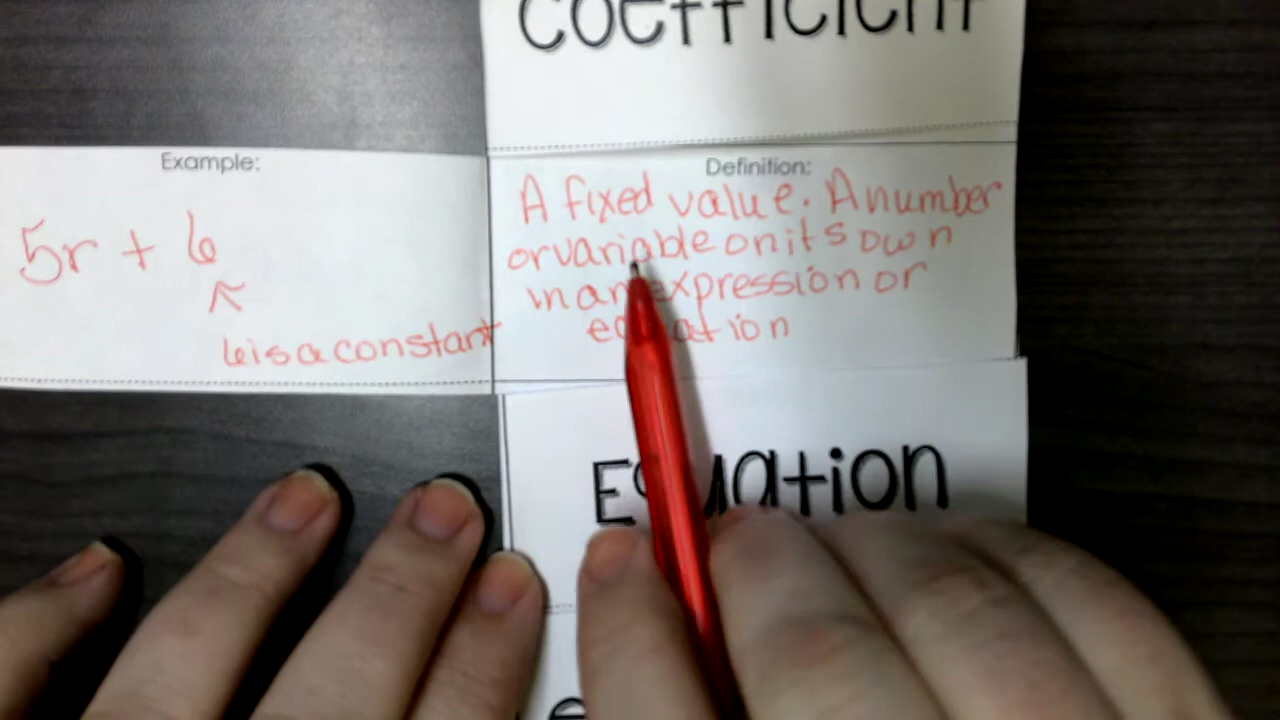 Coefficient
Example:
5r + 6
6 is a constant
Definition:
A fixed value. A number
or variable on its own
in an expression or
equation
Equation